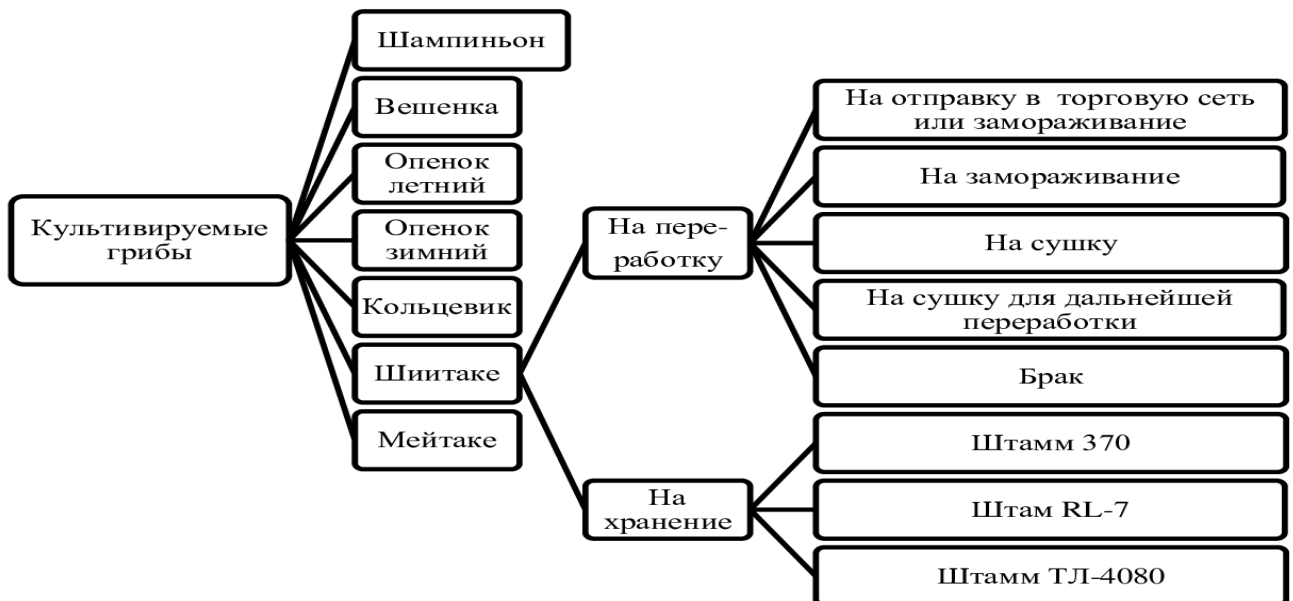 Культивируемые
грибы
Шампиньон
Вешенка
Опенок
летний
Опенок
зимний
Кольцевик
Шиитаке
Мейтаке
На пере-
работку
На
хранение
На отправку в торговую сеть
или замораживание
На замораживание
На сушку
На сушку для дальнейшей
переработки
Брак
Штамм 370
Штам RL-7
Штамм ТЛ-4080